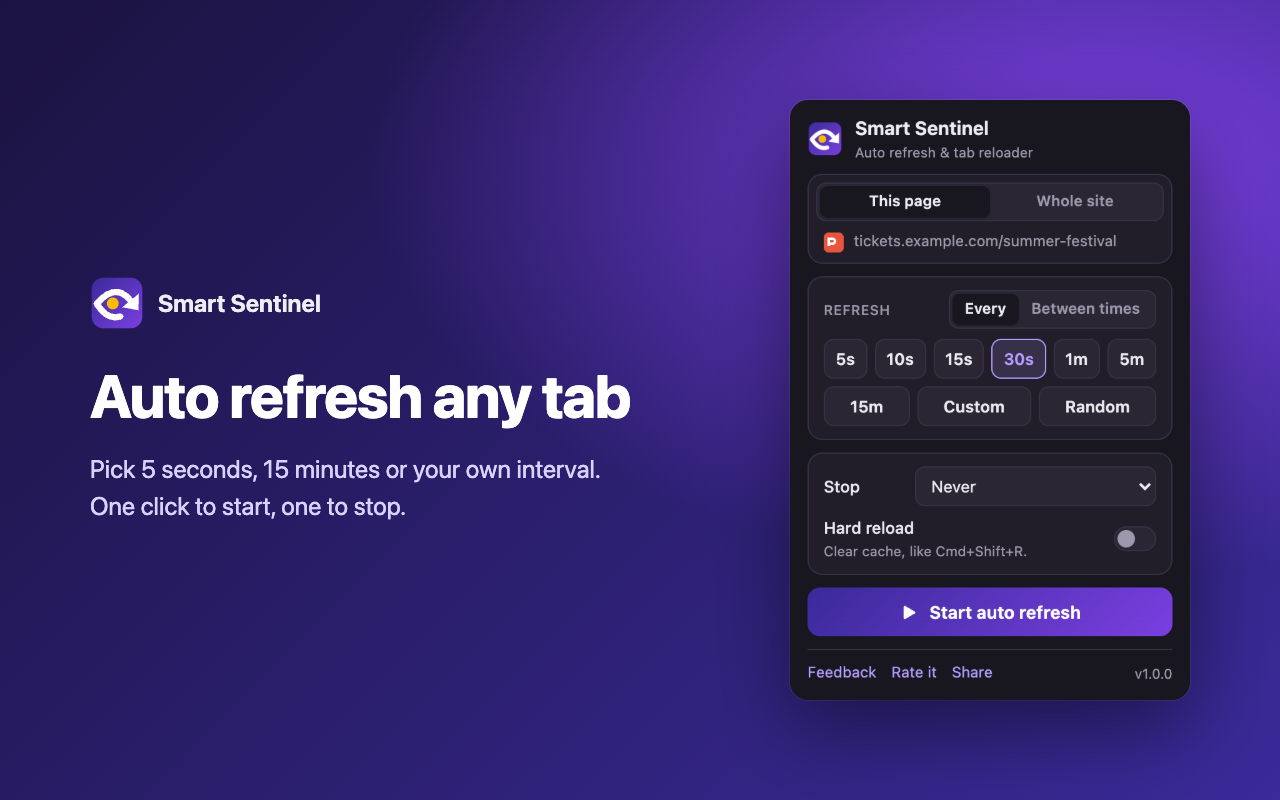 Smart Sentinel
Auto refresh any tab
Pick 5 seconds, 15 minutes or your own interval.
One click to start, one to stop.
Smart Sentinel
Auto refresh & tab reloader
This page Whole site
P tickets.example.com/summer-festival
REFRESH Every Between times
5s 10s 15s 30s 1m 5m
15m Custom Random
Stop Never
Hard reload
Clear cache, like Cmd+Shift+R.
Start auto refresh
Feedback Rate it Share v1.0.0